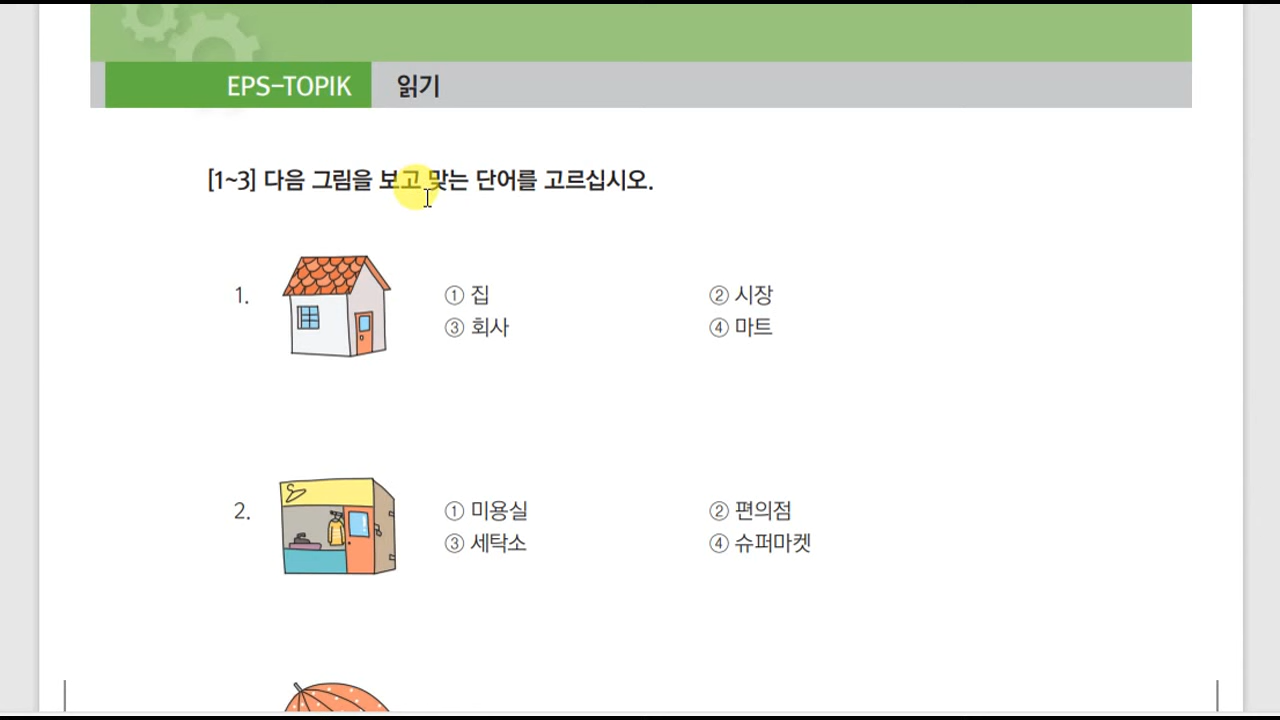 EPS-TOPIK 읽기
[1~3] 다음 그림을 보고 맞는 단어를 고르십시오.
1. ① 집 ② 시장
③ 회사 ④ 마트
2. ① 미용실 ② 편의점
③ 세탁소 ④ 슈퍼마켓